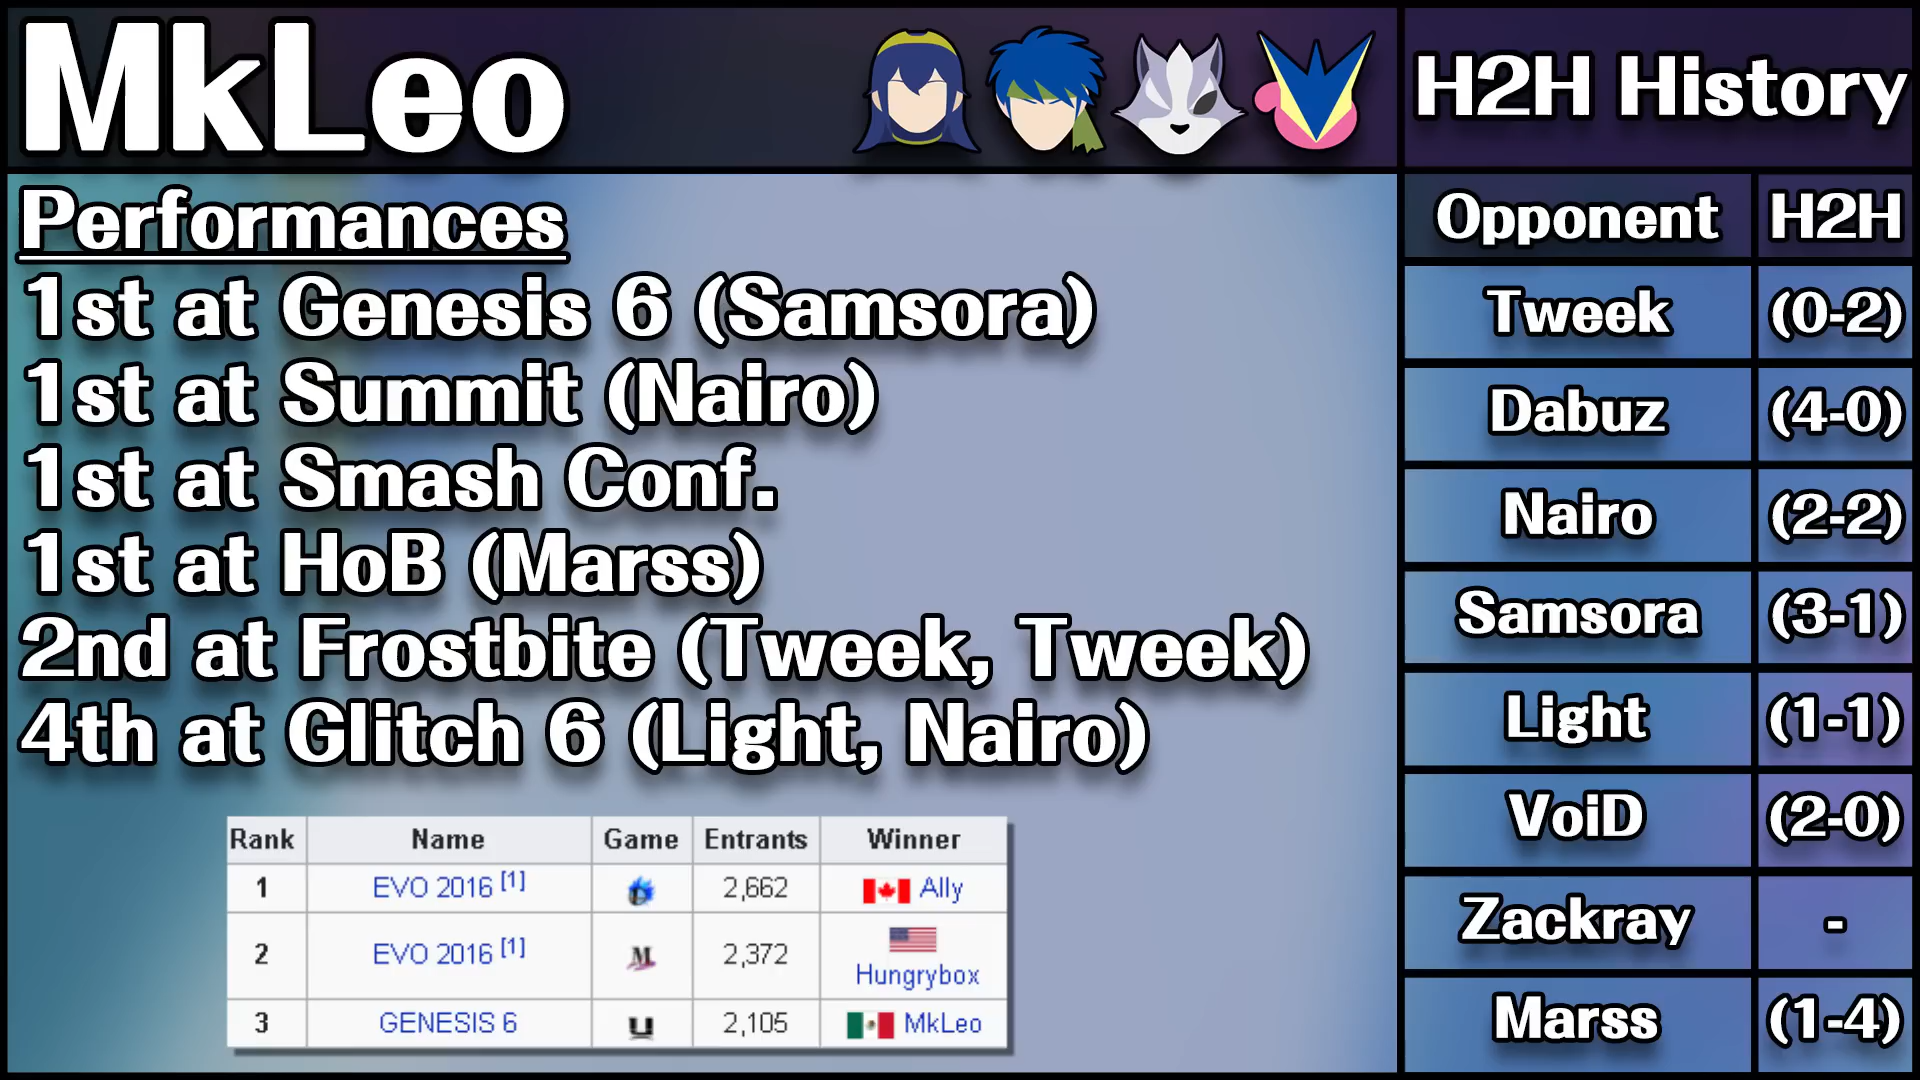 MkLeo
H2H History
Performances
1st at Genesis 6 (Samsora)
1st at Summit (Nairo)
1st at Smash Conf.
1st at HoB (Marss)
2nd at Frostbite (Tweek, Tweek)
4th at Glitch 6 (Light, Nairo)
Rank Name Game Entrants Winner
1 EVO 2016 [1] 2,662 Ally
2 EVO 2016 [1] M 2,372 Hungrybox
3 GENESIS 6 U 2,105 MkLeo
Opponent H2H
Tweek (0-2)
Dabuz (4-0)
Nairo (2-2)
Samsora (3-1)
Light (1-1)
VoiD (2-0)
Zackray -
Marss (1-4)